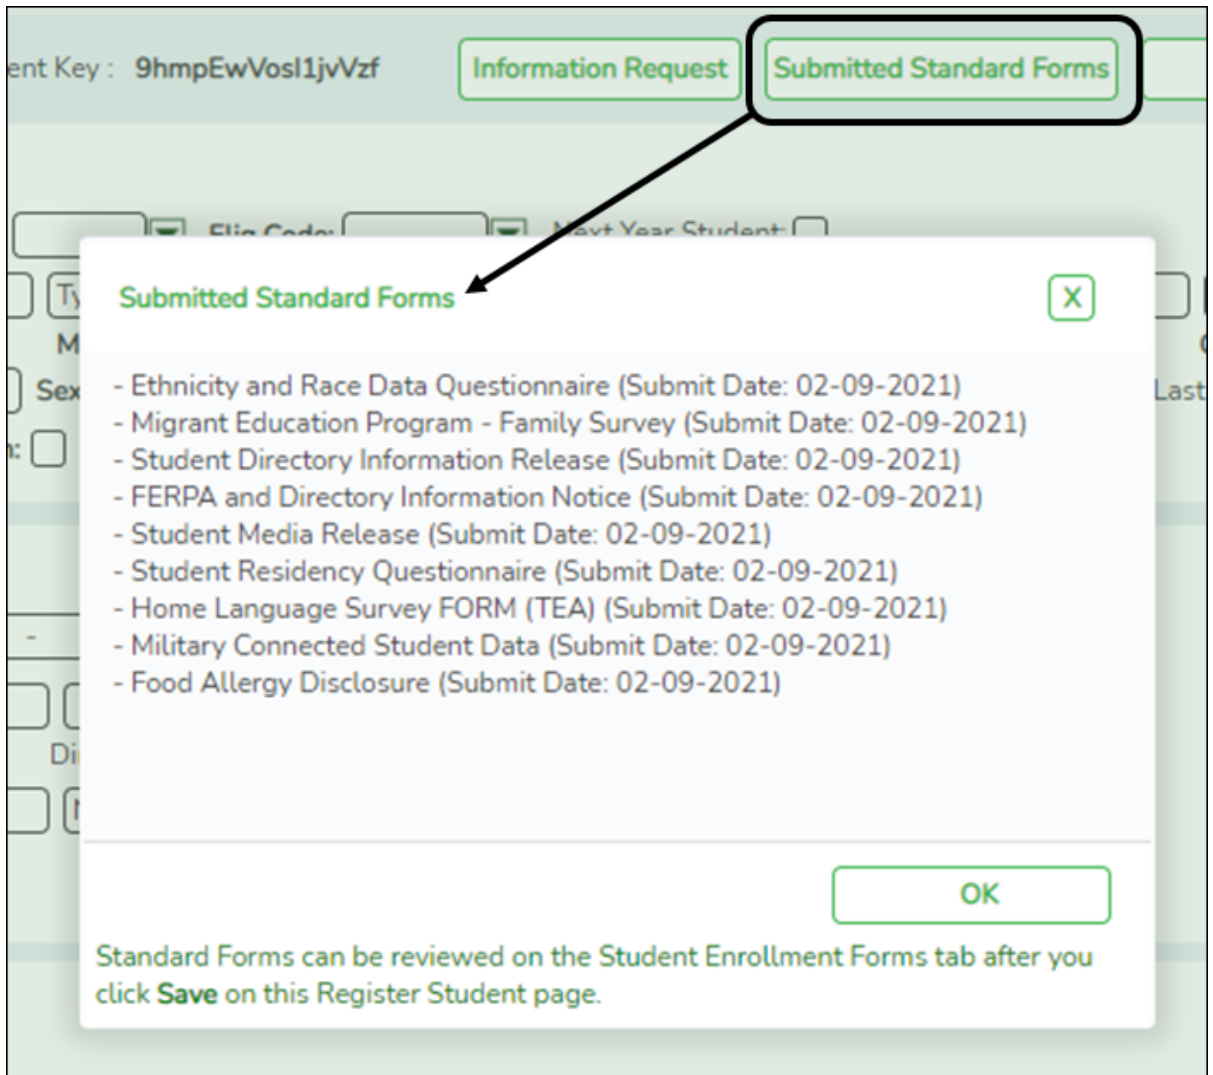 ent Key : 9hmpEwVosI1jvVzf Information Request Submitted Standard Forms
Elig Code: Next Year Student:
Submitted Standard Forms X
Ty
M
- Ethnicity and Race Data Questionnaire (Submit Date: 02-09-2021)
Sex Last
- Migrant Education Program - Family Survey (Submit Date: 02-09-2021)
- Student Directory Information Release (Submit Date: 02-09-2021)
- FERPA and Directory Information Notice (Submit Date: 02-09-2021)
- Student Media Release (Submit Date: 02-09-2021)
- Student Residency Questionnaire (Submit Date: 02-09-2021)
- Home Language Survey FORM (TEA) (Submit Date: 02-09-2021)
-
- Military Connected Student Data (Submit Date: 02-09-2021)
- Food Allergy Disclosure (Submit Date: 02-09-2021)
Di
OK
Standard Forms can be reviewed on the Student Enrollment Forms tab after you
click Save on this Register Student page.